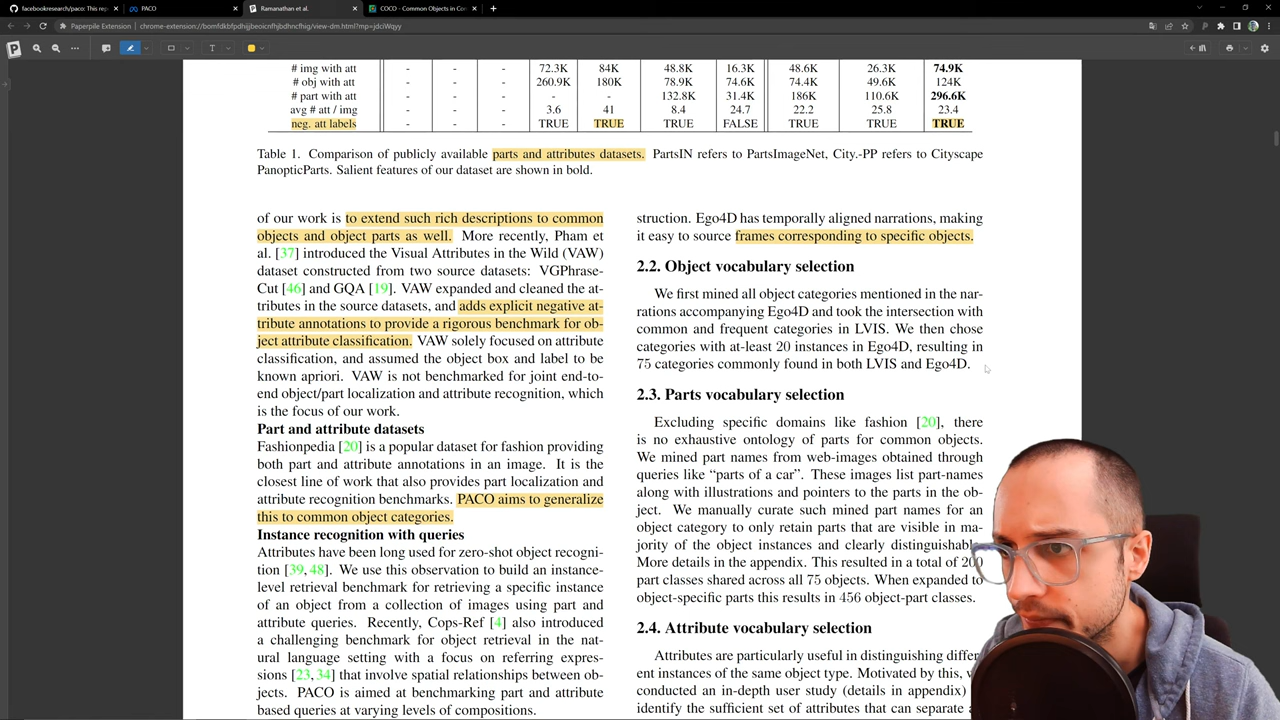 facebookresearch/paco: This rep
PACO
Ramanathan et al.
COCO - Common Objects in Con
Paperpile Extension | chrome-extension://bomfdkbfpdhijjbeoicnfhjbdhncfhig/view-dm.html?mp=jdciWqyy
# img with att - - - 72.3K 84K 48.8K 16.3K 48.6K 26.3K 74.9K
# obj with att - - - 260.9K 180K 78.9K 74.6K 74.4K 49.6K 124K
# part with att - - - - - 132.8K 31.4K 186K 110.6K 296.6K
avg # att / img - - - 3.6 41 8.4 24.7 22.2 25.8 23.4
neg. att labels - - - TRUE TRUE TRUE FALSE TRUE TRUE TRUE
Table 1. Comparison of publicly available parts and attributes datasets. PartsIN refers to PartsImageNet, City.-PP refers to Cityscape
PanopticParts. Salient features of our dataset are shown in bold.
of our work is to extend such rich descriptions to common
objects and object parts as well. More recently, Pham et
al. [37] introduced the Visual Attributes in the Wild (VAW)
dataset constructed from two source datasets: VGPhrase-
Cut [46] and GQA [19]. VAW expanded and cleaned the at-
tributes in the source datasets, and adds explicit negative at-
tribute annotations to provide a rigorous benchmark for ob-
ject attribute classification. VAW solely focused on attribute
classification, and assumed the object box and label to be
known apriori. VAW is not benchmarked for joint end-to-
end object/part localization and attribute recognition, which
is the focus of our work.
Part and attribute datasets
Fashionpedia [20] is a popular dataset for fashion providing
both part and attribute annotations in an image. It is the
closest line of work that also provides part localization and
attribute recognition benchmarks. PACO aims to generalize
this to common object categories.
Instance recognition with queries
Attributes have been long used for zero-shot object recogni-
tion [39, 48]. We use this observation to build an instance-
level retrieval benchmark for retrieving a specific instance
of an object from a collection of images using part and
attribute queries. Recently, Cops-Ref [4] also introduced
a challenging benchmark for object retrieval in the nat-
ural language setting with a focus on referring expres-
sions [23, 34] that involve spatial relationships between ob-
jects. PACO is aimed at benchmarking part and attribute
based queries at varying levels of compositions.
struction. Ego4D has temporally aligned narrations, making
it easy to source frames corresponding to specific objects.
2.2. Object vocabulary selection
We first mined all object categories mentioned in the nar-
rations accompanying Ego4D and took the intersection with
common and frequent categories in LVIS. We then chose
categories with at-least 20 instances in Ego4D, resulting in
75 categories commonly found in both LVIS and Ego4D.
2.3. Parts vocabulary selection
Excluding specific domains like fashion [20], there
is no exhaustive ontology of parts for common objects.
We mined part names from web-images obtained through
queries like “parts of a car”. These images list part-names
along with illustrations and pointers to the parts in the ob-
ject. We manually curate such mined part names for an
object category to only retain parts that are visible in ma-
jority of the object instances and clearly distinguishable.
More details in the appendix. This resulted in a total of 200
part classes shared across all 75 objects. When expanded to
object-specific parts this results in 456 object-part classes.
2.4. Attribute vocabulary selection
Attributes are particularly useful in distinguishing differ
ent instances of the same object type. Motivated by this,
conducted an in-depth user study (details in appendix)
identify the sufficient set of attributes that can separate